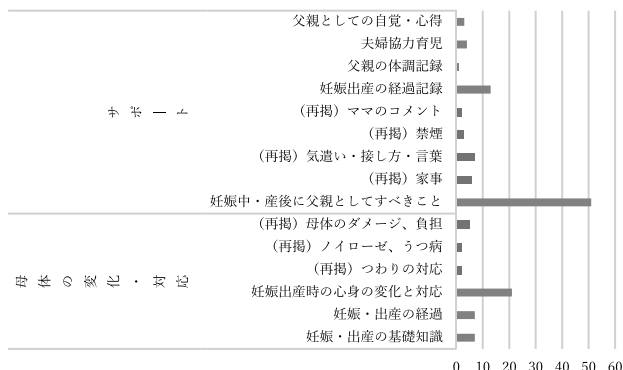 父親としての自覚・心得
夫婦協力育児
父親の体調記録
妊娠出産の経過記録
サポート
（再掲）ママのコメント
（再掲）禁煙
（再掲）気遣い・接し方・言葉
（再掲）家事
妊娠中・産後に父親としてすべきこと
（再掲）母体のダメージ、負担
（再掲）ノイローゼ、うつ病
（再掲）つわりの対応
母体の変化・対応
妊娠出産時の心身の変化と対応
妊娠・出産の経過
妊娠・出産の基礎知識
0 10 20 30 40 50 60